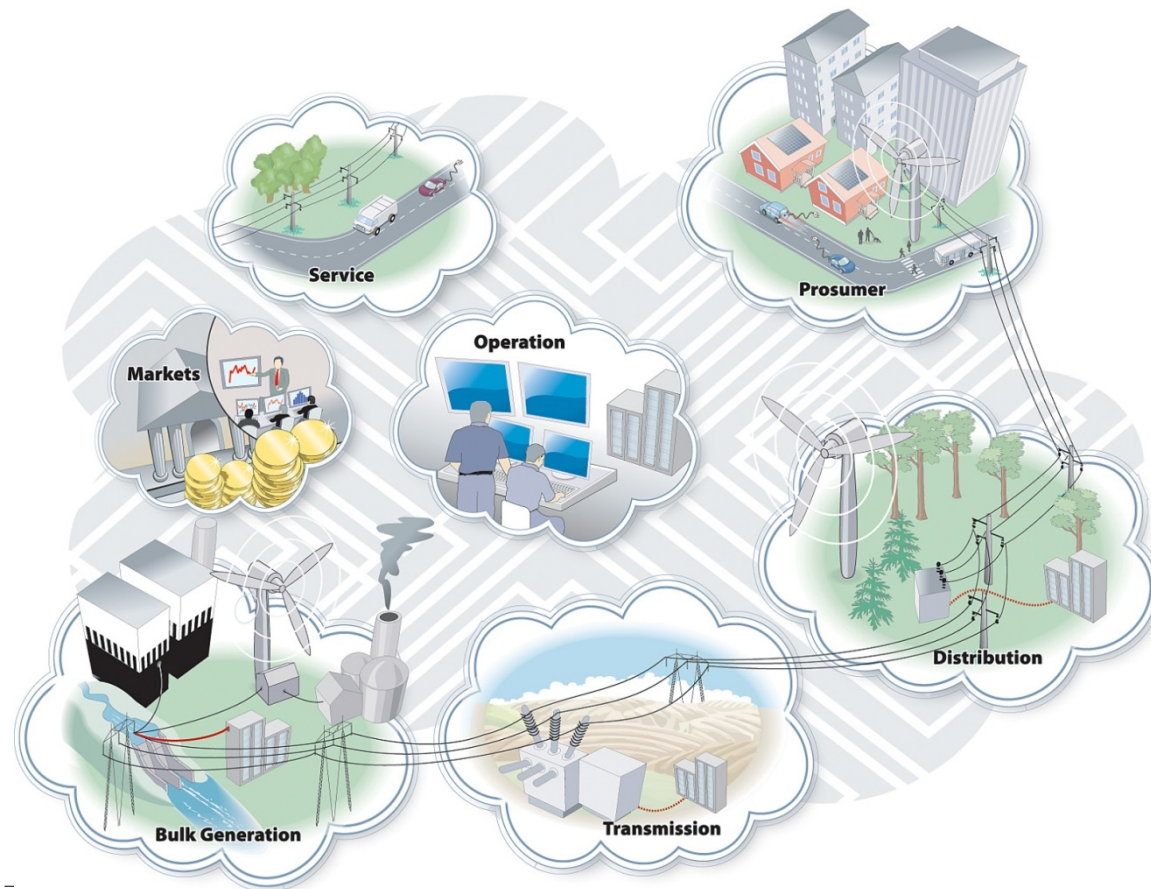 Service
Prosumer
Markets
Operation
Distribution
Bulk Generation
Transmission